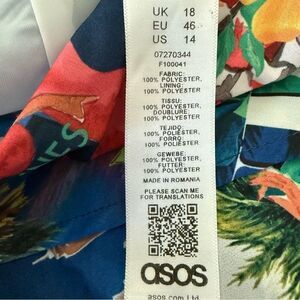 UK 18
EU 46
US 14
07270344
F100041
FABRIC:
100% POLYESTER,
LINING:
100% POLYESTER
TISSU:
100% POLYESTER,
DOUBLURE:
100% POLYESTER
TEJIDO:
100% POLIÉSTER,
FORRO:
100% POLIÉSTER
GEWEBE:
100% POLYESTER,
FUTTER:
100% POLYESTER
MADE IN ROMANIA
PLEASE SCAN ME
FOR TRANSLATIONS
asos
asos.com Ltd